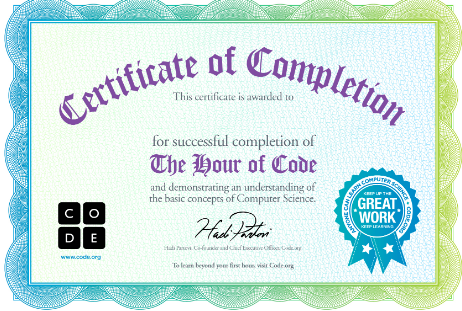 Certificate of Completion
This certificate is awarded to
for successful completion of
The Hour of Code
and demonstrating an understanding of
the basic concepts of Computer Science.
Hadi Partovi
Hadi Partovi, Co-founder and Chief Executive Officer, Code.org
To learn beyond your first hour, visit Code.org
C O
D E
www.code.org
ANYONE CAN LEARN COMPUTER SCIENCE
CODE.ORG
KEEP UP THE
GREAT
WORK
KEEP LEARNING